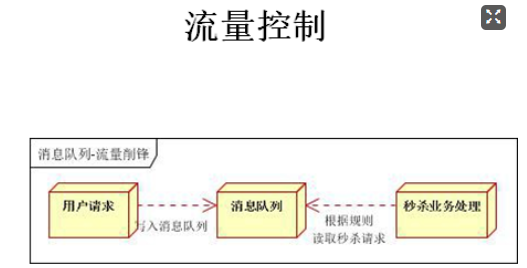 流量控制
消息队列-流量削锋
用户请求
消息队列
秒杀业务处理
写入消息队列
根据规则
读取秒杀请求